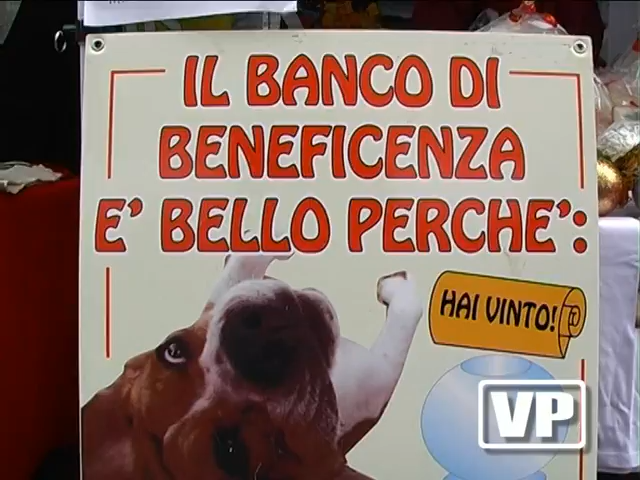 IL BANCO DI
BENEFICENZA
E' BELLO PERCHE':
HAI VINTO!
VP